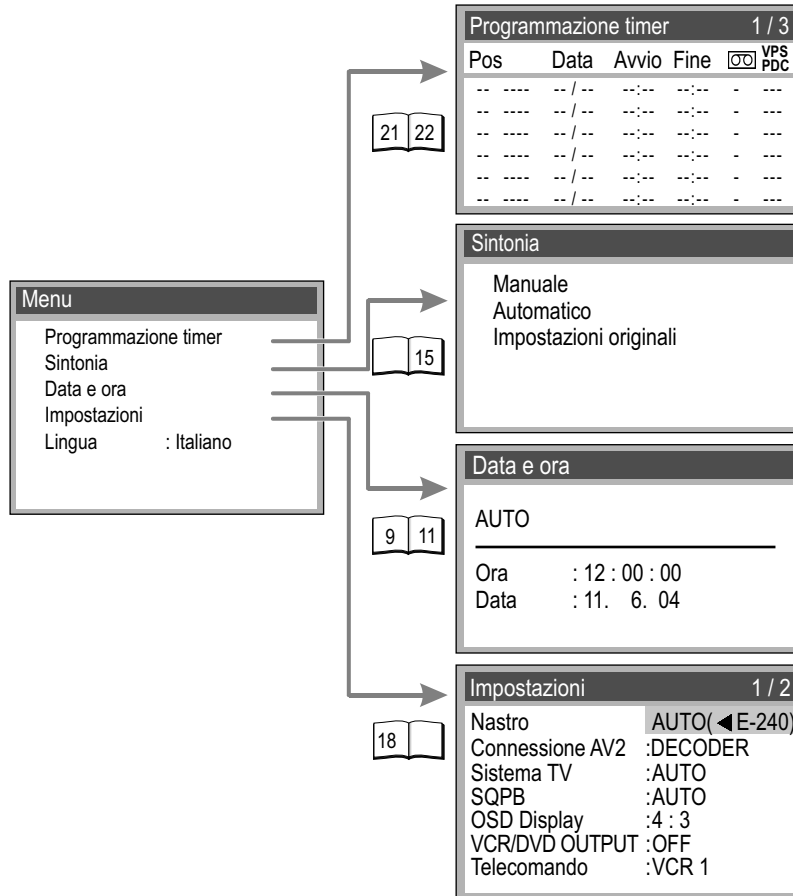 Menu
Programmazione timer
Sintonia
Data e ora
Impostazioni
Lingua : Italiano
21 22
Programmazione timer 1 / 3
Pos Data Avvio Fine VPS PDC
-- ---- -- / -- --:-- --:-- - ---
-- ---- -- / -- --:-- --:-- - ---
-- ---- -- / -- --:-- --:-- - ---
-- ---- -- / -- --:-- --:-- - ---
-- ---- -- / -- --:-- --:-- - ---
-- ---- -- / -- --:-- --:-- - ---
15
Sintonia
Manuale
Automatico
Impostazioni originali
9 11
Data e ora
AUTO
Ora : 12 : 00 : 00
Data : 11. 6. 04
18
Impostazioni 1 / 2
Nastro AUTO(◀E-240)
Connessione AV2 :DECODER
Sistema TV :AUTO
SQPB :AUTO
OSD Display :4 : 3
VCR/DVD OUTPUT :OFF
Telecomando :VCR 1